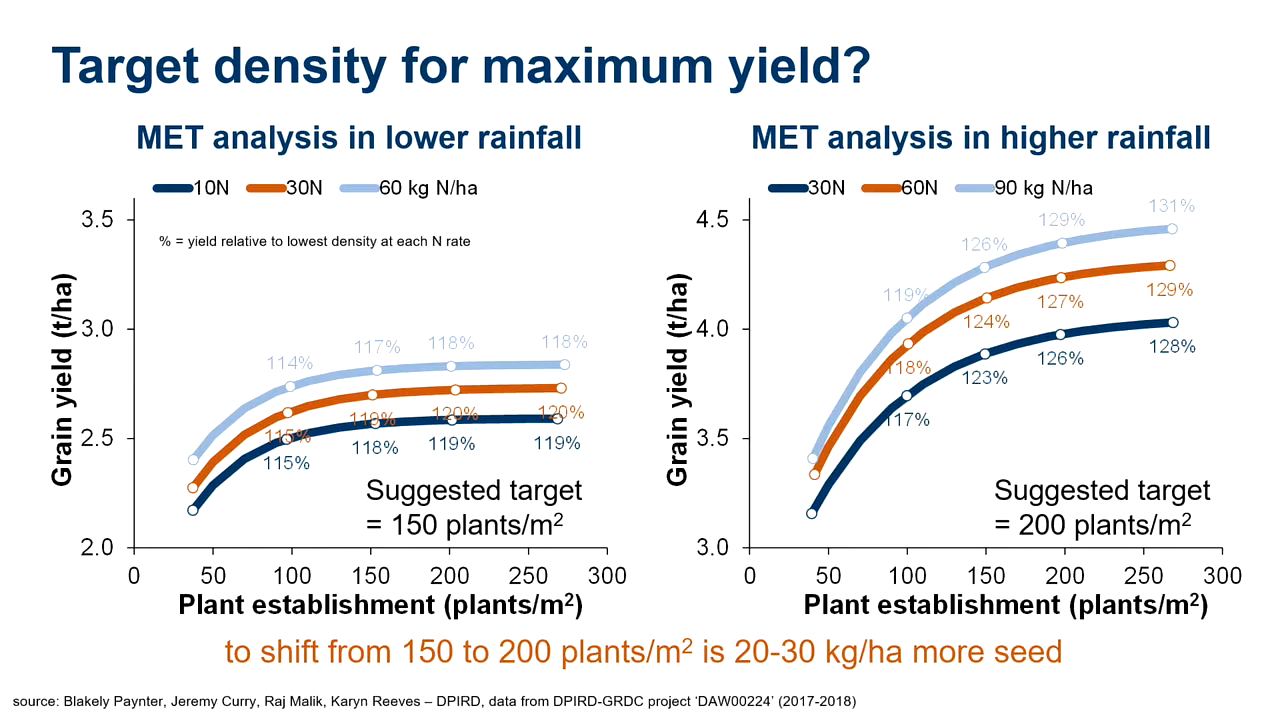 Target density for maximum yield?
MET analysis in lower rainfall
10N 30N 60 kg N/ha
% = yield relative to lowest density at each N rate
Grain yield (t/ha)
3.5
3.0
2.5
2.0
114% 117% 118% 118%
115% 119% 120% 120%
115% 118% 119% 119%
Suggested target
= 150 plants/m²
0 50 100 150 200 250 300
Plant establishment (plants/m²)
MET analysis in higher rainfall
30N 60N 90 kg N/ha
Grain yield (t/ha)
4.5
4.0
3.5
3.0
119% 126% 129% 131%
118% 124% 127% 129%
117% 123% 126% 128%
Suggested target
= 200 plants/m²
0 50 100 150 200 250 300
Plant establishment (plants/m²)
to shift from 150 to 200 plants/m² is 20-30 kg/ha more seed
source: Blakely Paynter, Jeremy Curry, Raj Malik, Karyn Reeves – DPIRD, data from DPIRD-GRDC project ‘DAW00224’ (2017-2018)